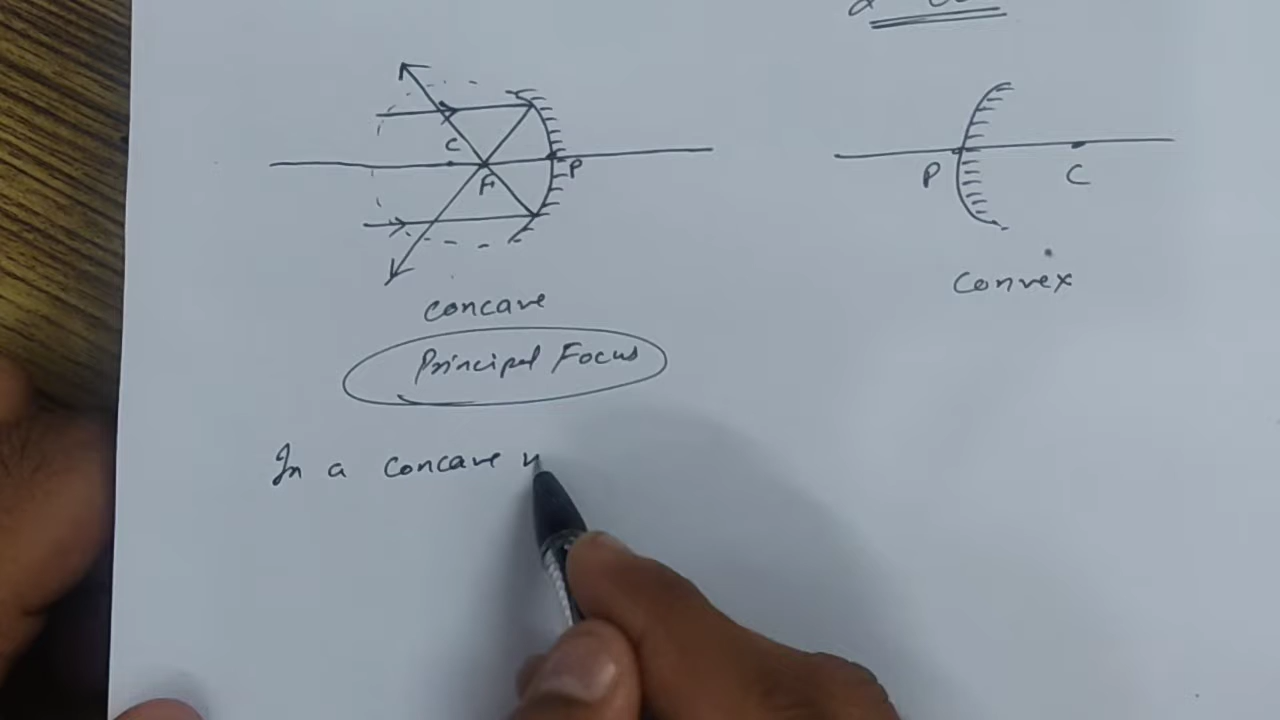 C
F
P
concave
Principal Focus
In a concave
P
C
Convex